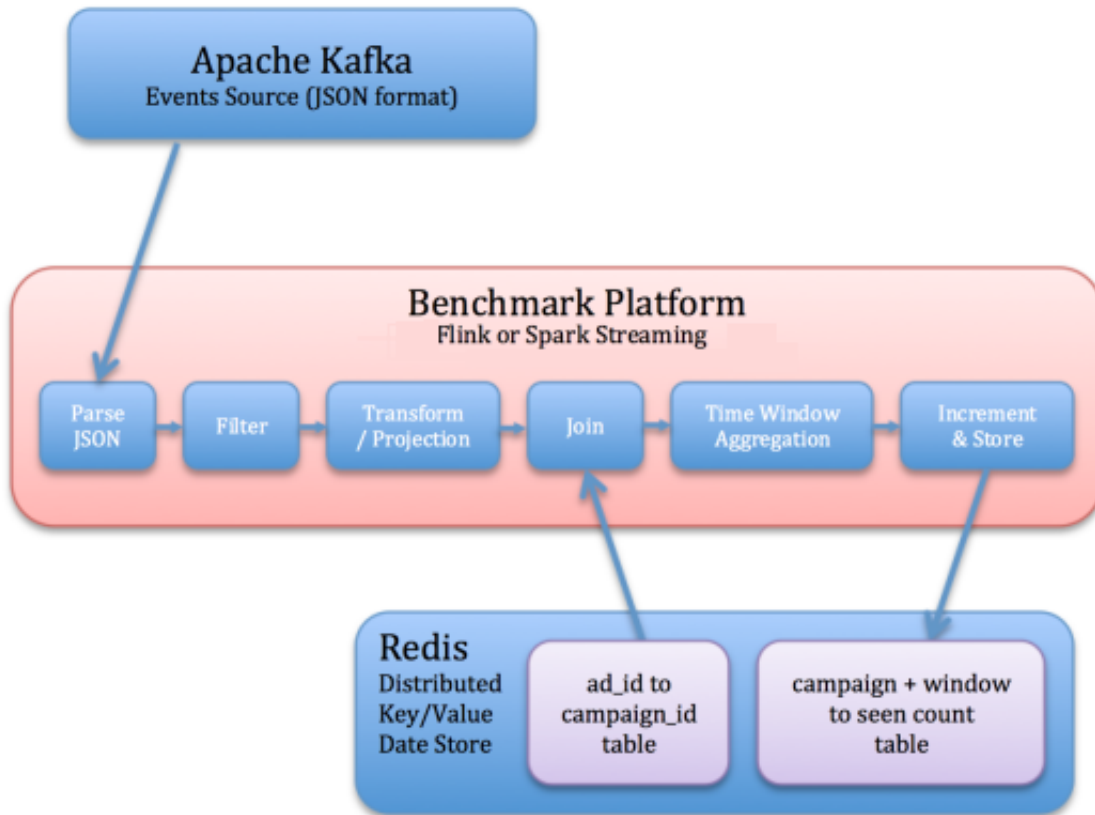 Apache Kafka
Events Source (JSON format)
Benchmark Platform
Flink or Spark Streaming
Parse
JSON
Filter
Transform
/ Projection
Join
Time Window
Aggregation
Increment
& Store
Redis
Distributed
Key/Value
Date Store
ad_id to
campaign_id
table
campaign + window
to seen count
table